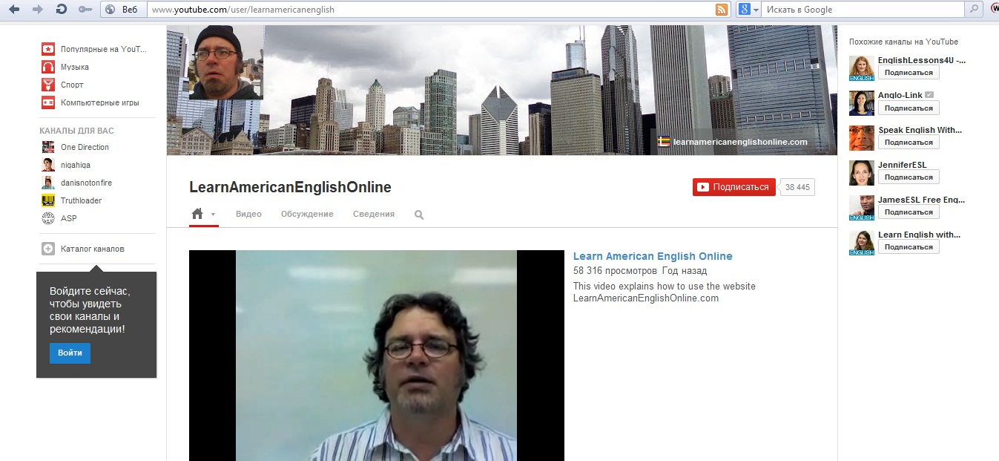 Веб
www.youtube.com/user/learnamericanenglish
Искать в Google
Популярные на YouT...
Музыка
Спорт
Компьютерные игры
КАНАЛЫ ДЛЯ ВАС
One Direction
nigahiga
danisnotonfire
Truthloader
ASP
Каталог каналов
Войдите сейчас,
чтобы увидеть
свои каналы и
рекомендации!
Войти
learnamericanenglishonline.com
LearnAmericanEnglishOnline
Подписаться
38 445
Видео
Обсуждение
Сведения
Learn American English Online
58 316 просмотров Год назад
This video explains how to use the website
LearnAmericanEnglishOnline.com
Похожие каналы на YouTube
EnglishLessons4U -...
Подписаться
ENGLISH
Anglo-Link
Подписаться
Speak English With...
Подписаться
JenniferESL
Подписаться
JamesESL Free Eng...
Подписаться
ENGLISH
Learn English with...
Подписаться
ENGLISH